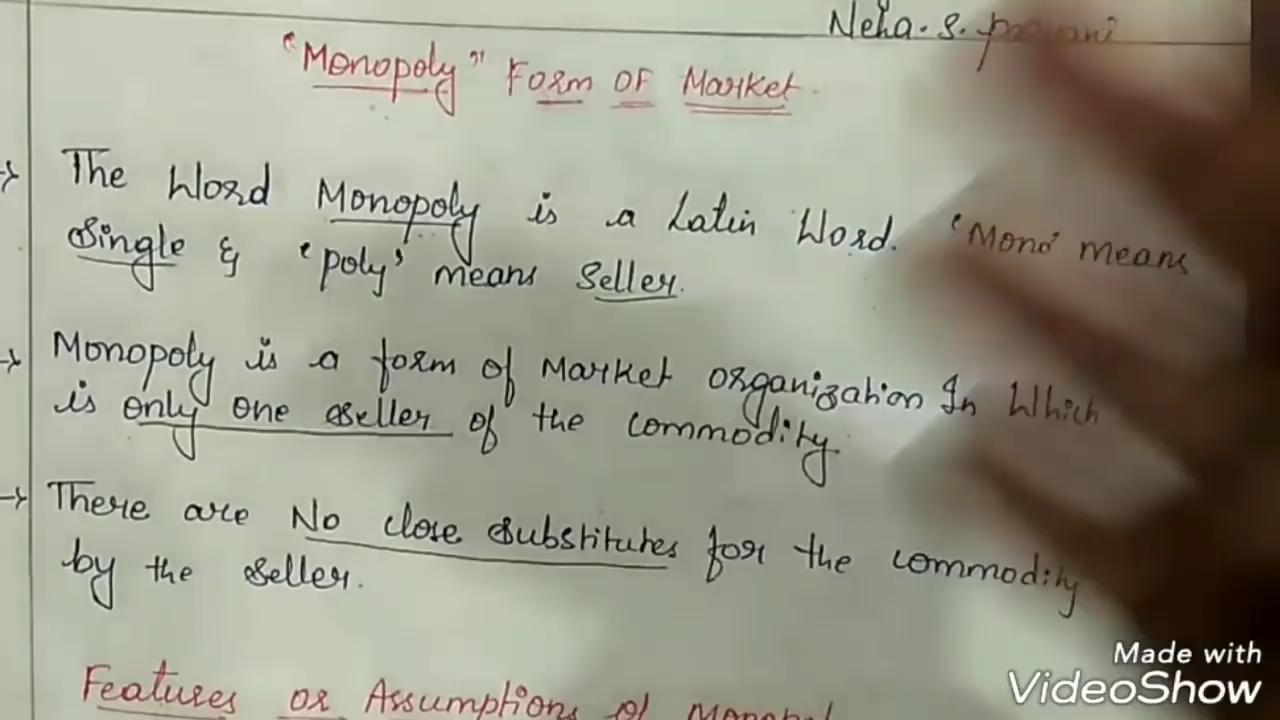 Neha. S.
"Monopoly" Form OF Market.
→ The Word Monopoly is a Latin Word. 'Mono' means
Single & 'poly' means Seller.
→ Monopoly is a form of Market organization In Which
is only one seller of the commodity.
→ There are No close substitutes for the commodity
by the seller.
Features or Assumptions of
Made with
VideoShow